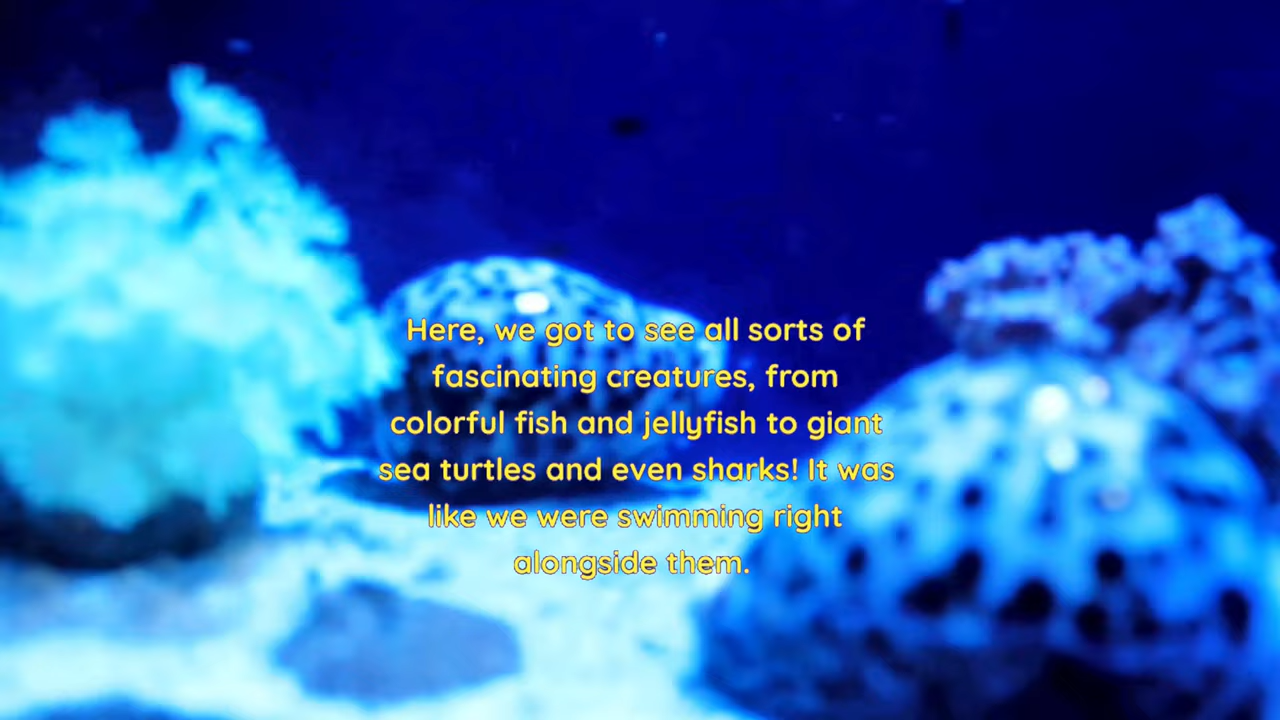 Here, we got to see all sorts of
fascinating creatures, from
colorful fish and jellyfish to giant
sea turtles and even sharks! It was
like we were swimming right
alongside them.